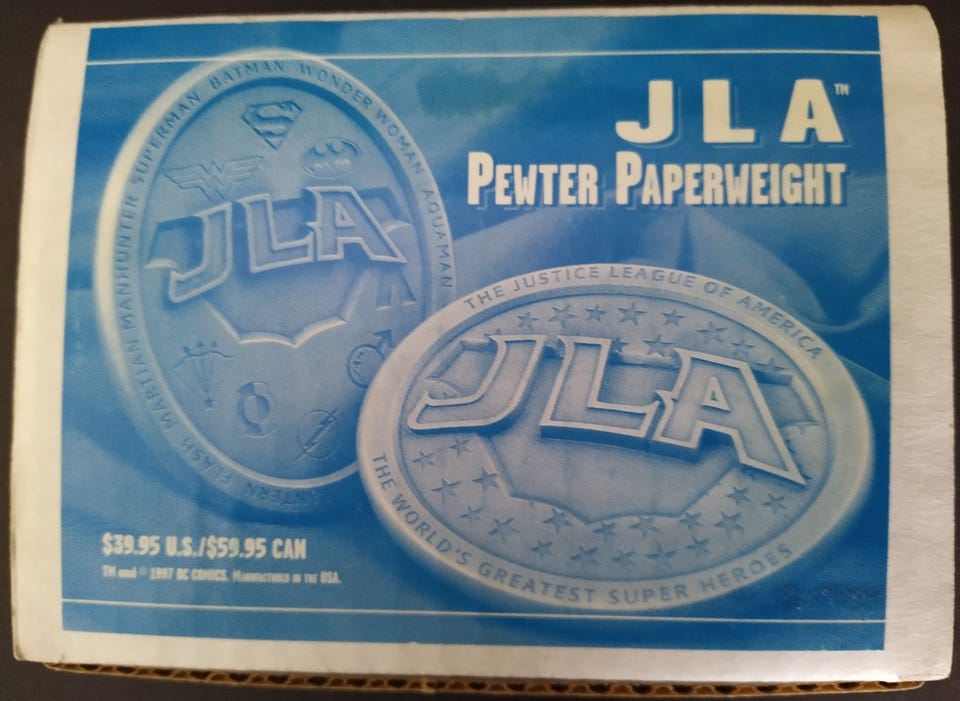 JLA™
PEWTER PAPERWEIGHT
SUPERMAN BATMAN WONDER WOMAN AQUAMAN
LANTERN FLASH MARTIAN MANHUNTER
JLA
THE JUSTICE LEAGUE OF AMERICA
JLA
THE WORLD'S GREATEST SUPER HEROES
$39.95 U.S./$59.95 CAN
TM and © 1997 DC COMICS. MANUFACTURED IN THE USA.